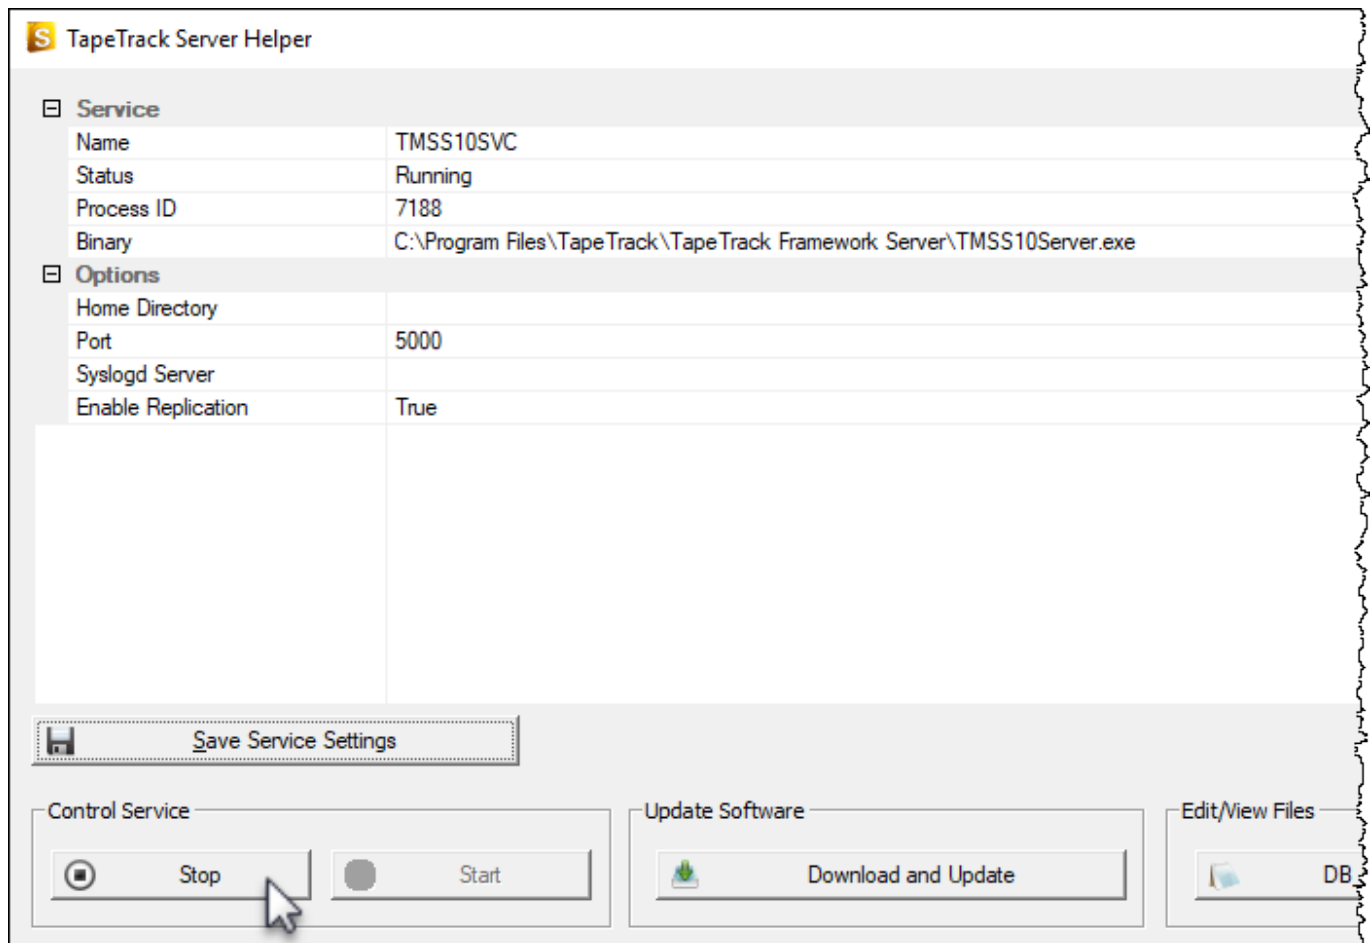 S TapeTrack Server Helper
Service
Name TMSS10SVC
Status Running
Process ID 7188
Binary C:\Program Files\TapeTrack\TapeTrack Framework Server\TMSS10Server.exe
Options
Home Directory
Port 5000
Syslogd Server
Enable Replication True
Save Service Settings
Control Service Update Software Edit/View Files
Stop Start Download and Update DB